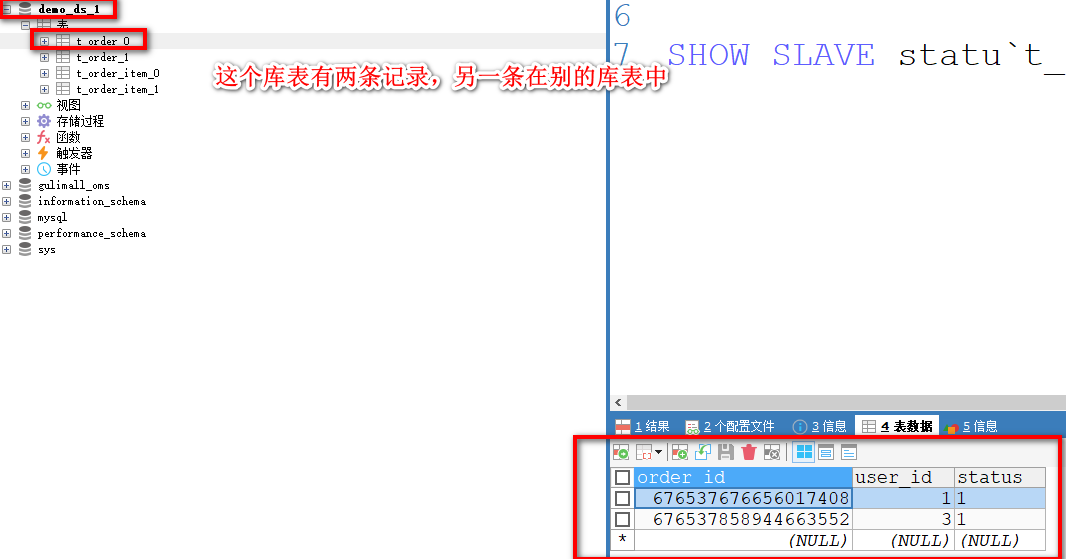 demo_ds_1
表
t_order_0
t_order_1
t_order_item_0
t_order_item_1
视图
存储过程
函数
触发器
事件
gulimall_oms
information_schema
mysql
performance_schema
sys
这个库表有两条记录，另一条在别的库表中
6
7 SHOW SLAVE statu`t_
1 结果 2 个配置文件 3 信息 4 表数据 5 信息
order_id user_id status
676537676656017408 1 1
676537858944663552 3 1
* (NULL) (NULL) (NULL)